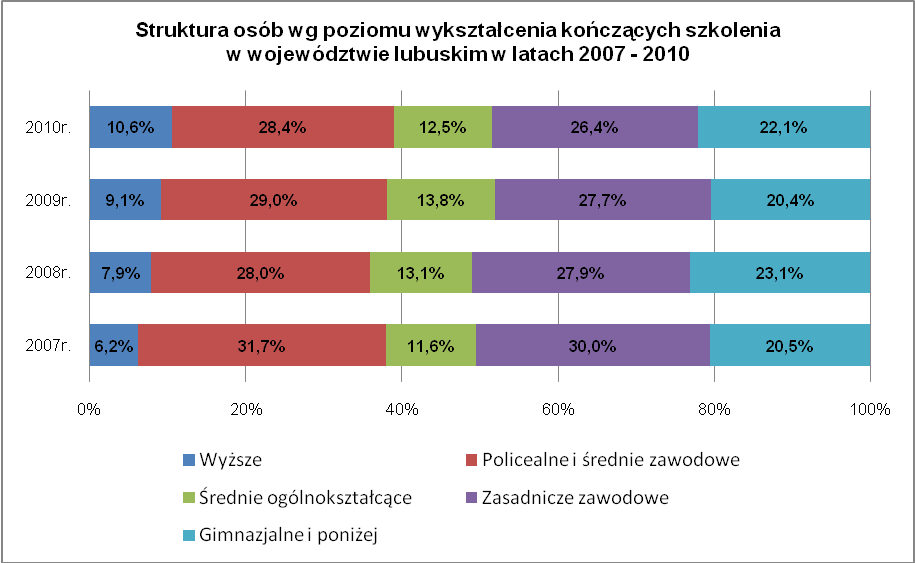 Struktura osób wg poziomu wykształcenia kończących szkolenia
w województwie lubuskim w latach 2007 - 2010
2010r. 10,6% 28,4% 12,5% 26,4% 22,1%
2009r. 9,1% 29,0% 13,8% 27,7% 20,4%
2008r. 7,9% 28,0% 13,1% 27,9% 23,1%
2007r. 6,2% 31,7% 11,6% 30,0% 20,5%
0% 20% 40% 60% 80% 100%
Wyższe Policealne i średnie zawodowe
Średnie ogólnokształcące Zasadnicze zawodowe
Gimnazjalne i poniżej